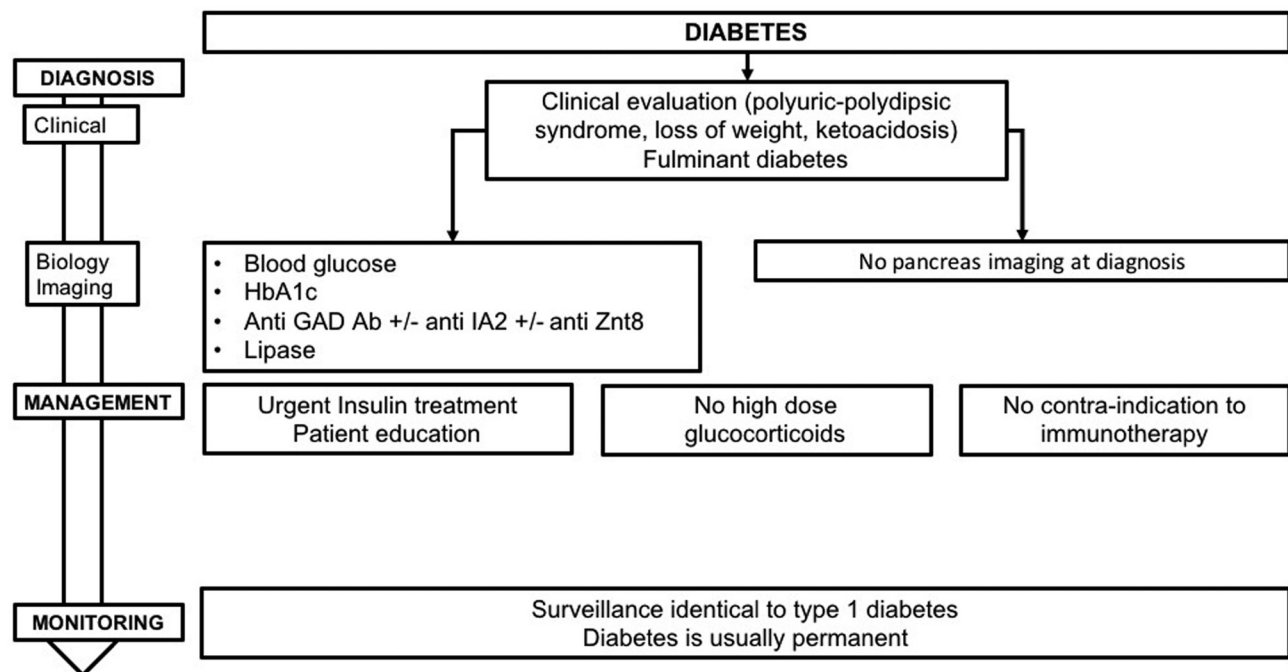 DIABETES
DIAGNOSIS
Clinical
Clinical evaluation (polyuric-polydipsic
syndrome, loss of weight, ketoacidosis)
Fulminant diabetes
Biology
Imaging
• Blood glucose
• HbA1c
• Anti GAD Ab +/- anti IA2 +/- anti Znt8
• Lipase
No pancreas imaging at diagnosis
MANAGEMENT
Urgent Insulin treatment
Patient education
No high dose
glucocorticoids
No contra-indication to
immunotherapy
MONITORING
Surveillance identical to type 1 diabetes
Diabetes is usually permanent